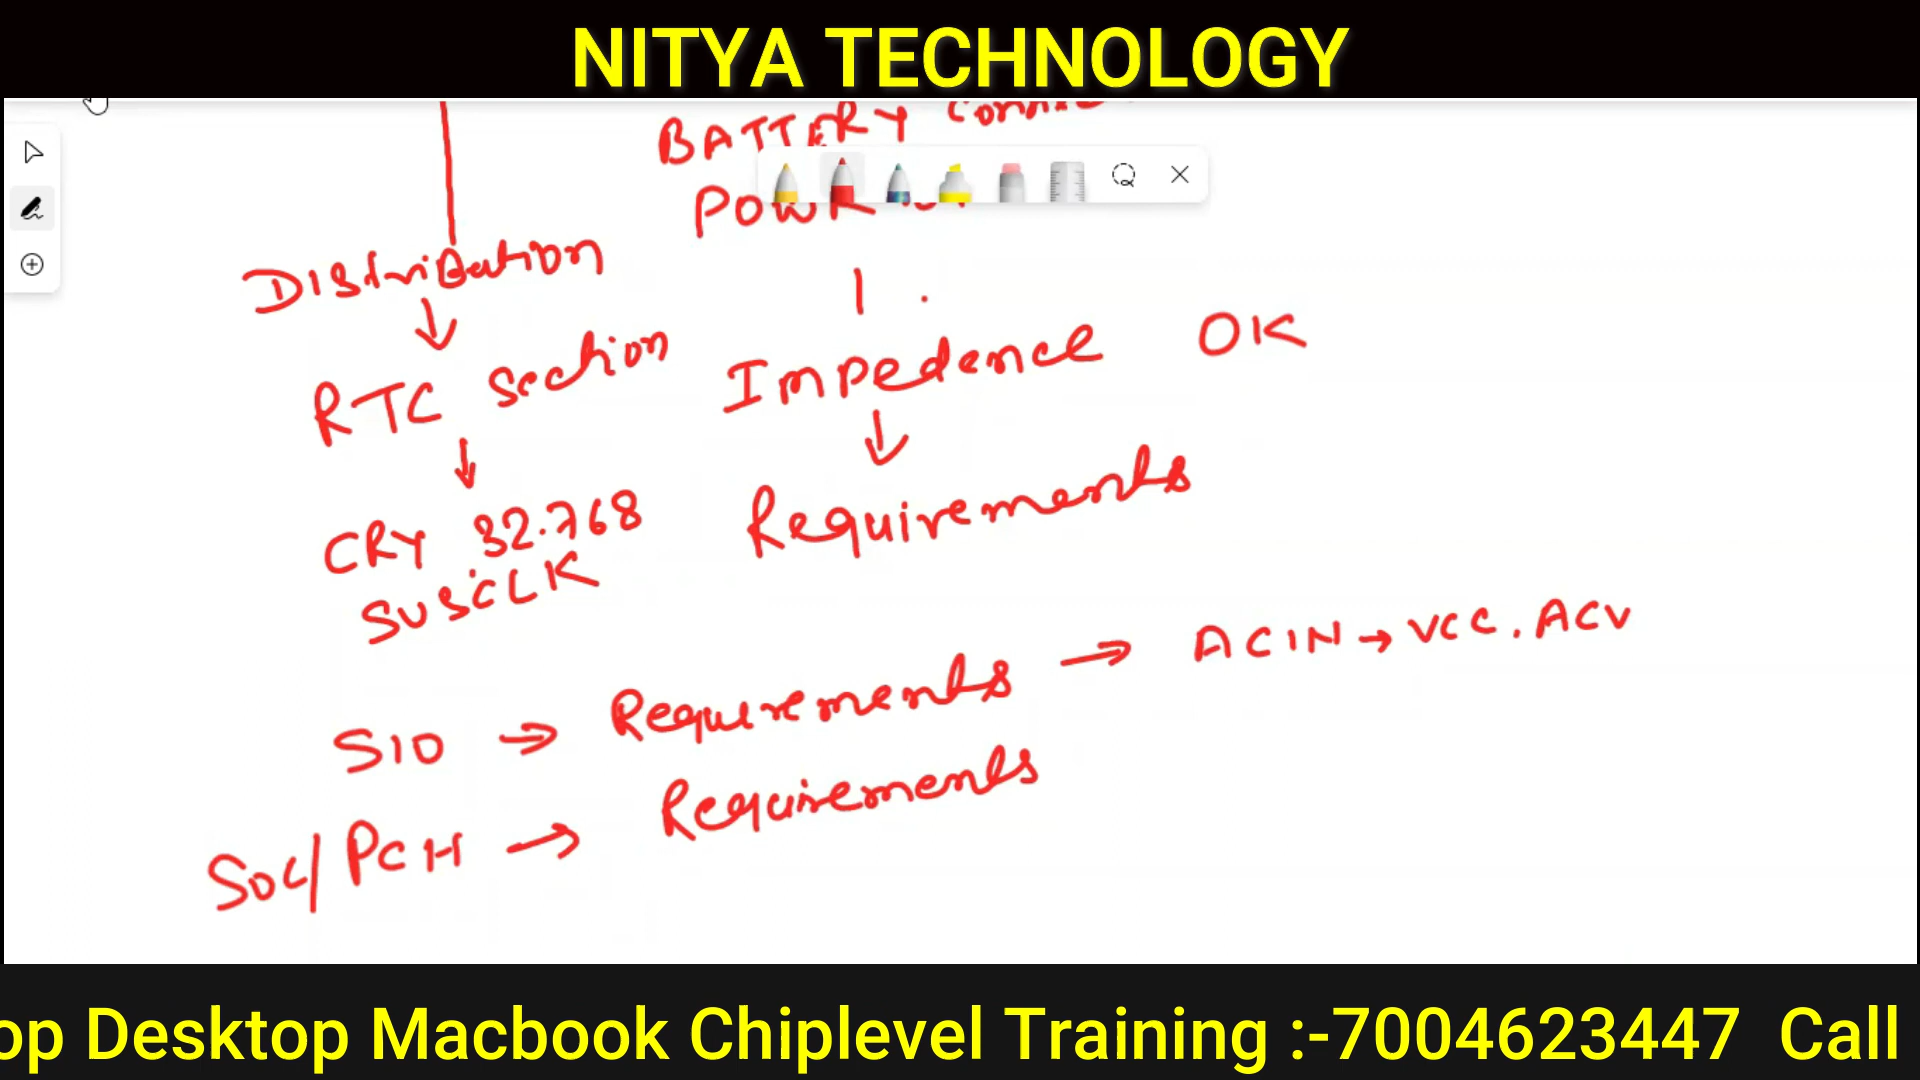 NITYA TECHNOLOGY
BATTERY
POWR
Distribution
Impedence OK
RTC section
Requirements
CRY 32.768
SUSCLK
SIO → Requirements → ACIN → VCC. ACV
SOC/PCH → Requirements
op Desktop Macbook Chiplevel Training :-7004623447 Call